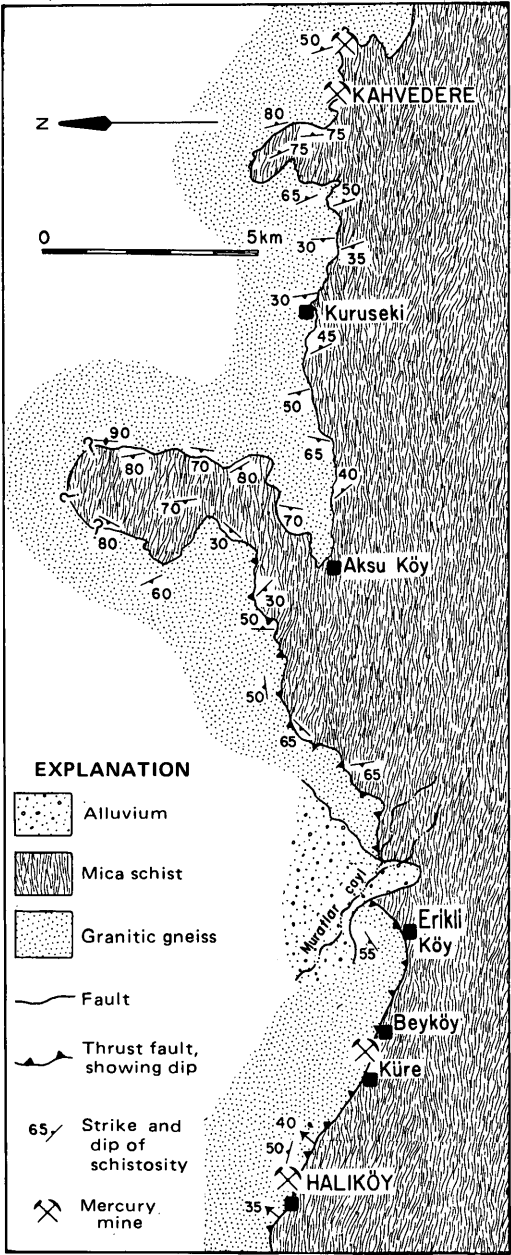 50
KAHVEDERE
N
80
75
75
65
50
0 5km
30
35
30
Kuruseki
45
50
65
40
? 90
80
70
80
?
70
?
80
30
70
Aksu Köy
60
30
50
50
65
65
EXPLANATION
Alluvium
Mica schist
Granitic gneiss
Fault
Thrust fault,
showing dip
65 Strike and
dip of
schistosity
Mercury
mine
Muratlar çayi
Erikli
Köy
55
Beyköy
Küre
40
50
HALIKÖY
35